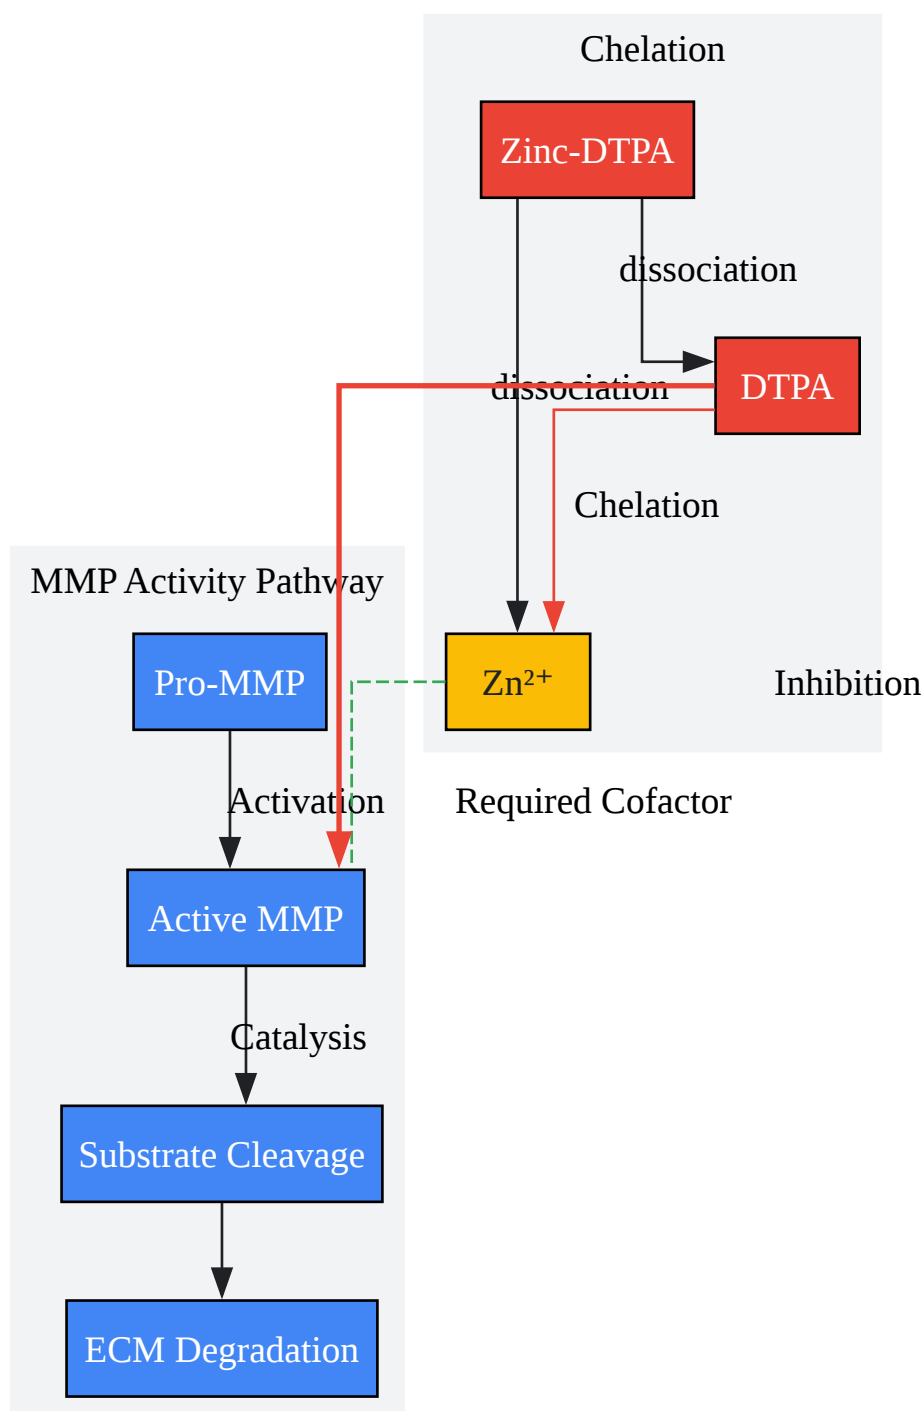 Chelation
Zinc-DTPA
dissociation
dissociation
DTPA
Chelation
MMP Activity Pathway
Pro-MMP
Zn²⁺
Inhibition
Activation
Required Cofactor
Active MMP
Catalysis
Substrate Cleavage
ECM Degradation